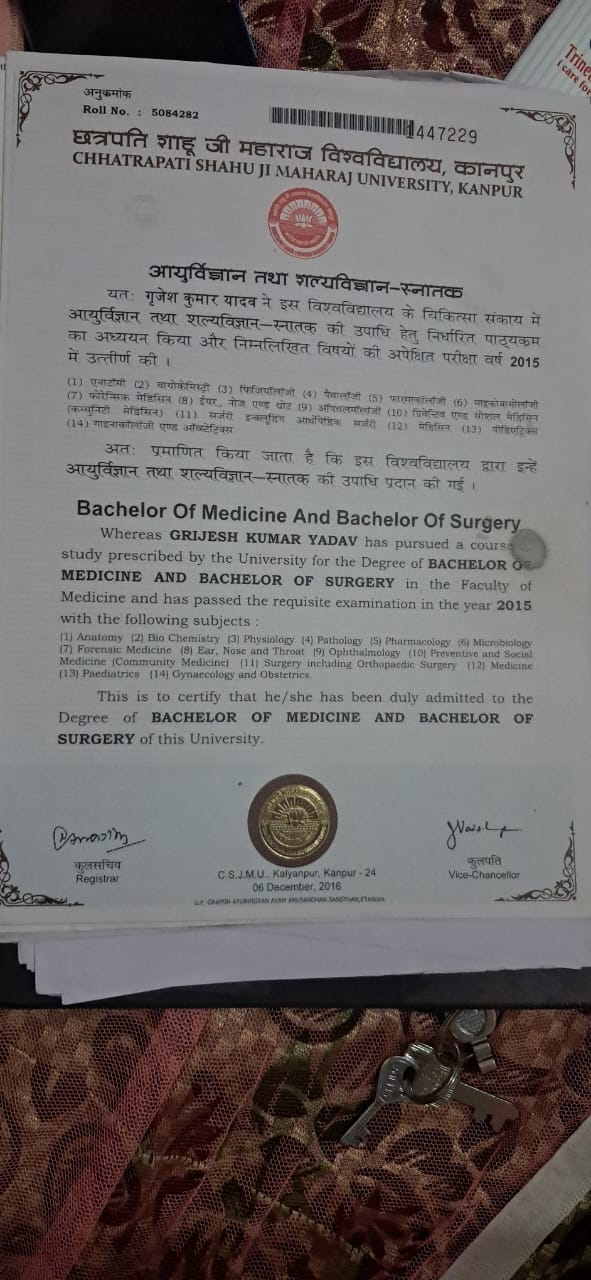 अनुक्रमांक
Roll No. : 5084282
1447229
छत्रपति शाहू जी महाराज विश्वविद्यालय, कानपुर
CHHATRAPATI SHAHU JI MAHARAJ UNIVERSITY, KANPUR
आयुर्विज्ञान तथा शल्यविज्ञान–स्नातक
यतः गृजेश कुमार यादव ने इस विश्वविद्यालय के चिकित्सा संकाय में
आयुर्विज्ञान तथा शल्यविज्ञान–स्नातक की उपाधि हेतु निर्धारित पाठ्यकम
का अध्ययन किया और निम्नलिखित विषयों की अपेक्षित परीक्षा वर्ष 2015
में उत्तीर्ण की ।
(1) एनाटॉमी (2) बायोकेमिस्ट्री (3) फिजियॉलॉजी (4) पैथालॉजी (5) फारमाकॉलॉजी (6) माइकोबायोलॉजी
(7) फोरेन्सिक मेडिसिन (8) ईयर, नोज एण्ड थ्रोट (9) ऑपथलमॉलॉजी (10) प्रिवेन्टिव एण्ड सोशल मेडिसिन
(कम्युनिटी मेडिसिन) (11) सर्जरी इन्क्लूडिंग आर्थोपिडिक सर्जरी (12) मेडिसिन (13) पीडिएट्रिक्स
(14) गाइनाकॉलॉजी एण्ड ऑब्स्टेट्रिक्स
अतः प्रमाणित किया जाता है कि इस विश्वविद्यालय द्वारा इन्हें
आयुर्विज्ञान तथा शल्यविज्ञान–स्नातक की उपाधि प्रदान की गई ।
Bachelor Of Medicine And Bachelor Of Surgery
Whereas GRIJESH KUMAR YADAV has pursued a course
study prescribed by the University for the Degree of BACHELOR OF
MEDICINE AND BACHELOR OF SURGERY in the Faculty of
Medicine and has passed the requisite examination in the year 2015
with the following subjects :
(1) Anatomy (2) Bio Chemistry (3) Physiology (4) Pathology (5) Pharmacology (6) Microbiology
(7) Forensic Medicine (8) Ear, Nose and Throat (9) Ophthalmology (10) Preventive and Social
Medicine (Community Medicine) (11) Surgery including Orthopaedic Surgery (12) Medicine
(13) Paediatrics (14) Gynaecology and Obstetrics.
This is to certify that he/she has been duly admitted to the
Degree of BACHELOR OF MEDICINE AND BACHELOR OF
SURGERY of this University.
कुलसचिव
Registrar
C.S.J.M.U., Kalyanpur, Kanpur - 24
06 December, 2016
कुलपति
Vice-Chancellor
U.P. GRAMIN AYURVIGYAN AVAM ANUSANDHAN SANSTHAN, ETAWAH